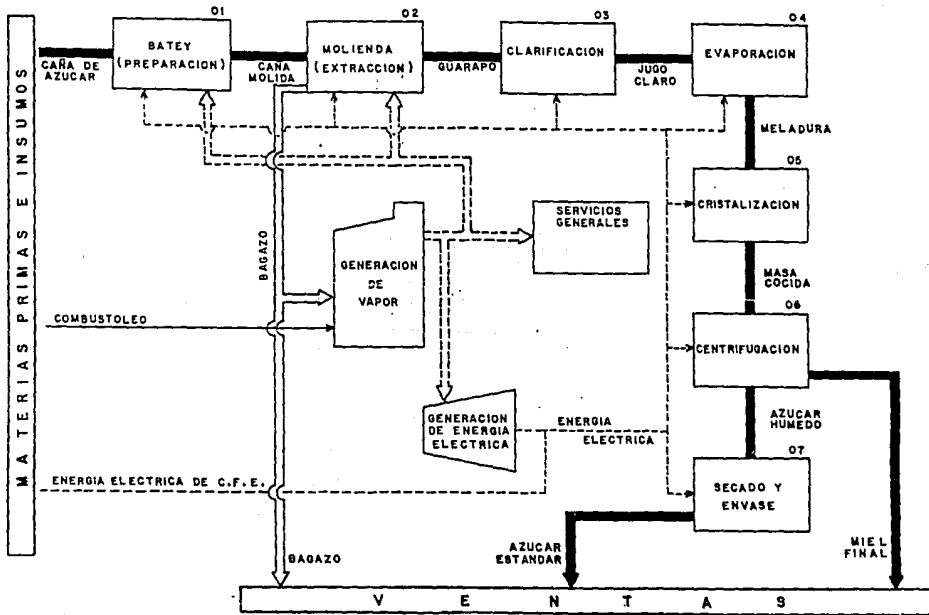 MATERIAS PRIMAS E INSUMOS
01
BATEY
(PREPARACION)
CAÑA DE
AZUCAR
CAÑA
MOLIDA
02
MOLIENDA
(EXTRACCION)
GUARAPO
03
CLARIFICACION
JUGO
CLARO
04
EVAPORACION
MELADURA
05
CRISTALIZACION
MASA
COCIDA
06
CENTRIFUGACION
AZUCAR
HUMEDO
07
SECADO Y
ENVASE
SERVICIOS
GENERALES
BAGAZO
GENERACION
DE
VAPOR
COMBUSTOLEO
GENERACION
DE ENERGIA
ELECTRICA
ENERGIA
ELECTRICA
ENERGIA ELECTRICA DE C.F.E.
BAGAZO
AZUCAR
ESTANDAR
MIEL
FINAL
VENTAS